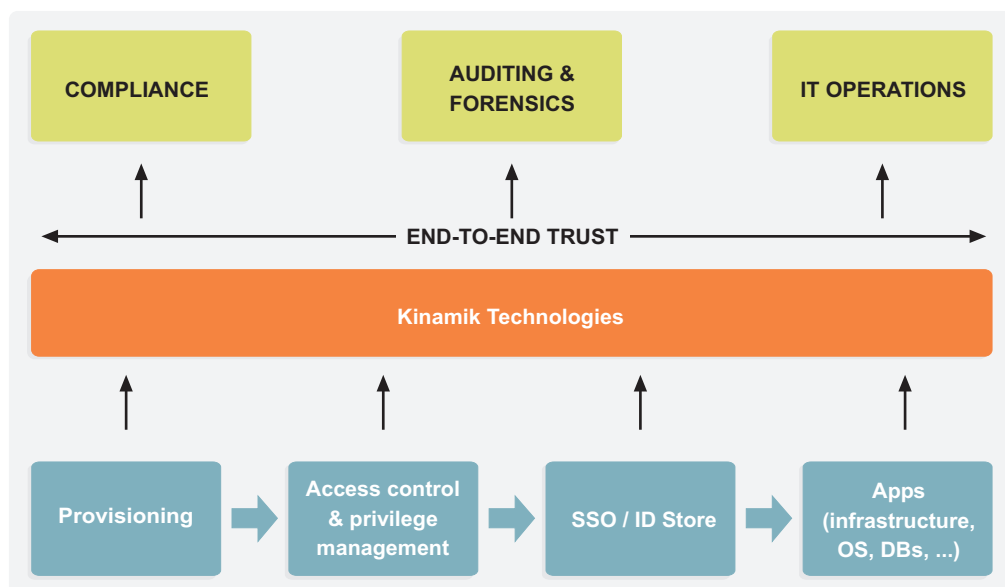 COMPLIANCE
AUDITING &
FORENSICS
IT OPERATIONS
END-TO-END TRUST
Kinamik Technologies
Provisioning
Access control
& privilege
management
SSO / ID Store
Apps
(infrastructure,
OS, DBs, ...)